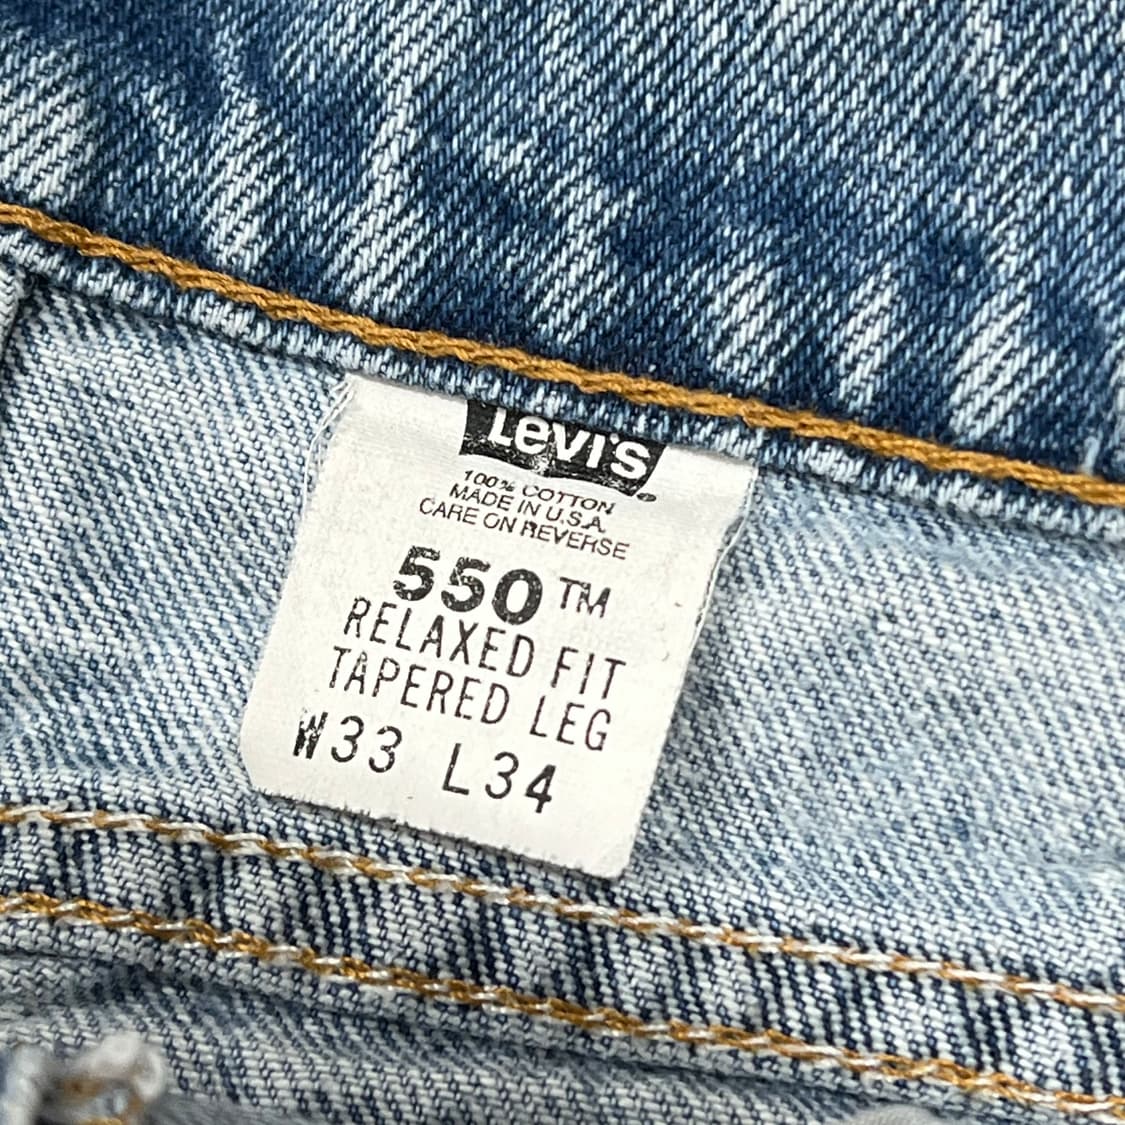 Levi's
100% COTTON
MADE IN U.S.A.
CARE ON REVERSE
550™
RELAXED FIT
TAPERED LEG
W33 L34